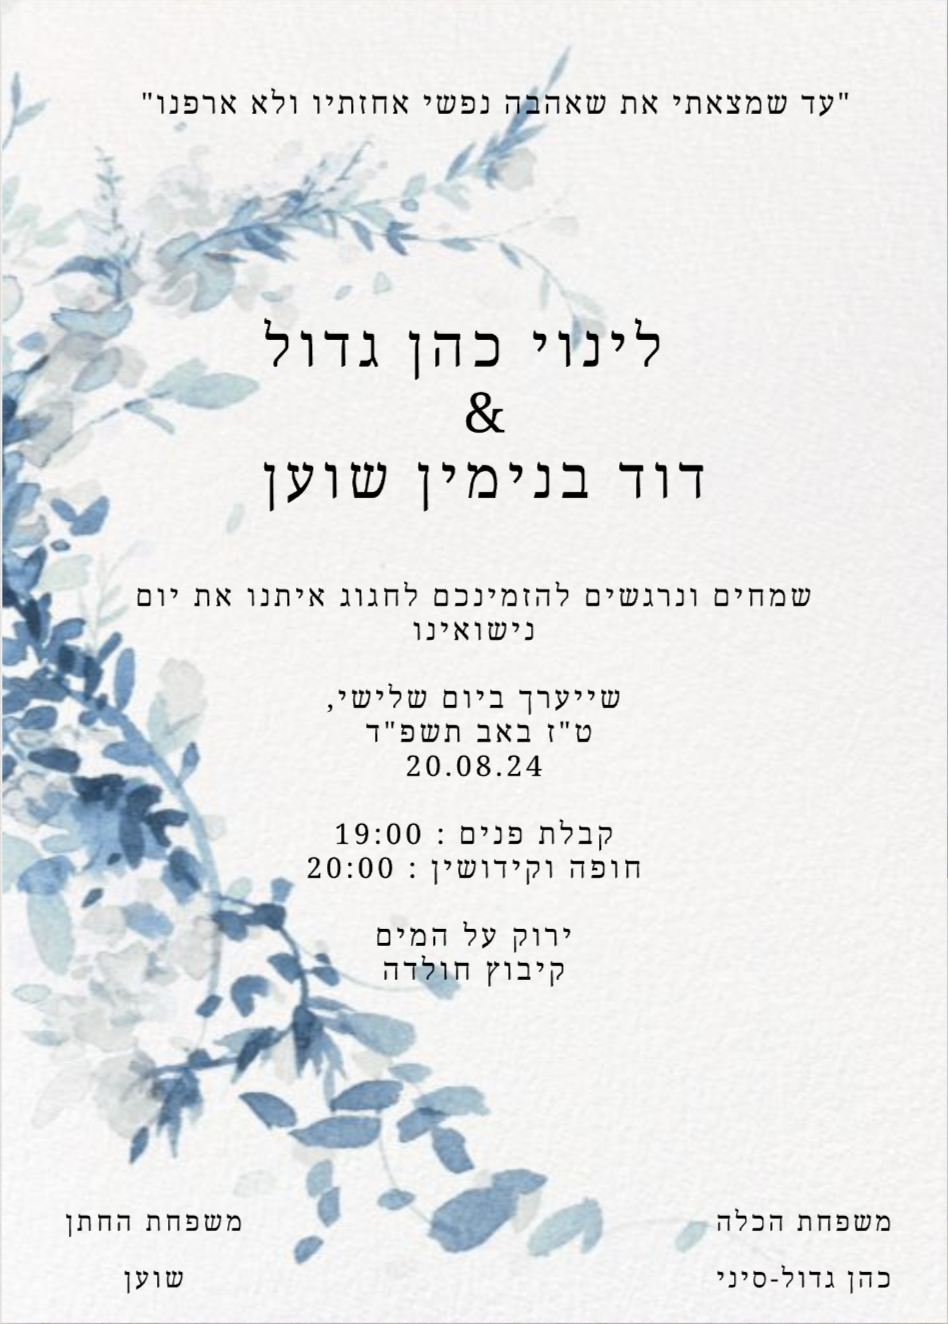 "עד שמצאתי את שאהבה נפשי אחזתיו ולא ארפנו"
לינוי כהן גדול
&
דוד בנימין שוען
שמחים ונרגשים להזמינכם לחגוג איתנו את יום
נישואינו
שייערך ביום שלישי,
ט"ז באב תשפ"ד
20.08.24
קבלת פנים : 19:00
חופה וקידושין : 20:00
ירוק על המים
קיבוץ חולדה
משפחת הכלה
כהן גדול-סיני
משפחת החתן
שוען